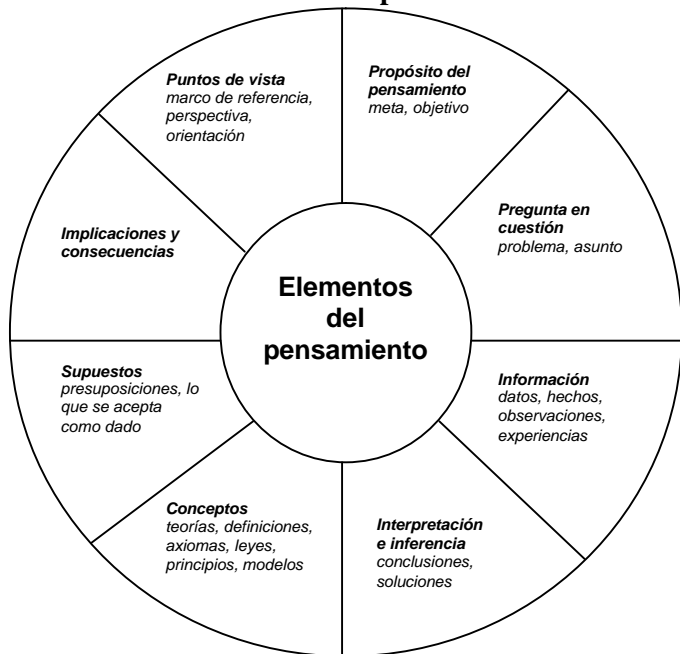 Puntos de vista
marco de referencia,
perspectiva,
orientación
Propósito del
pensamiento
meta, objetivo
Pregunta en
cuestión
problema, asunto
Información
datos, hechos,
observaciones,
experiencias
Interpretación
e inferencia
conclusiones,
soluciones
Conceptos
teorías, definiciones,
axiomas, leyes,
principios, modelos
Supuestos
presuposiciones, lo
que se acepta
como dado
Implicaciones y
consecuencias
Elementos
del
pensamiento